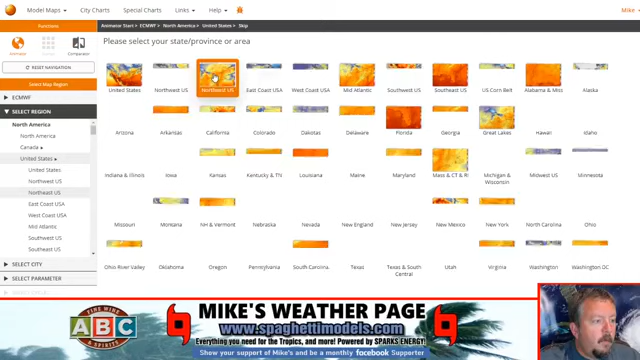 Model Maps City Charts Special Charts Links Help Mike
Functions
Animator Start > ECMWF > North America > United States > Skip
Animator Navigator Comparator
RESET NAVIGATION
Select Map Region
ECMWF
SELECT REGION
North America
North America
Canada
United States
United States
Northwest US
Northeast US
East Coast USA
West Coast USA
Mid Atlantic
Southwest US
Southeast US
SELECT CITY
SELECT PARAMETER
Please select your state/province or area
United States Northwest US Northeast US East Coast USA West Coast USA Mid Atlantic Southwest US Southeast US US Corn Belt Alabama & Miss Alaska
Arizona Arkansas California Colorado Dakotas Delaware Florida Georgia Great Lakes Hawaii Idaho
Indiana & Illinois Iowa Kansas Kentucky & TN Louisiana Maine Maryland Mass & CT & RI Michigan & Wisconsin Midwest US Minnesota
Missouri Montana NH & Vermont Nebraska Nevada New England New Jersey New Mexico New York North Carolina Ohio
Ohio River Valley Oklahoma Oregon Pennsylvania South Carolina Texas Texas & South Central Utah Virginia Washington Washington DC
FINE WINE
ABC
& SPIRITS
MIKE'S WEATHER PAGE
www.spaghettimodels.com
Everything you need for the Tropics, and more! Powered by SPARKS ENERGY!
Show your support of Mike's and be a monthly facebook Supporter